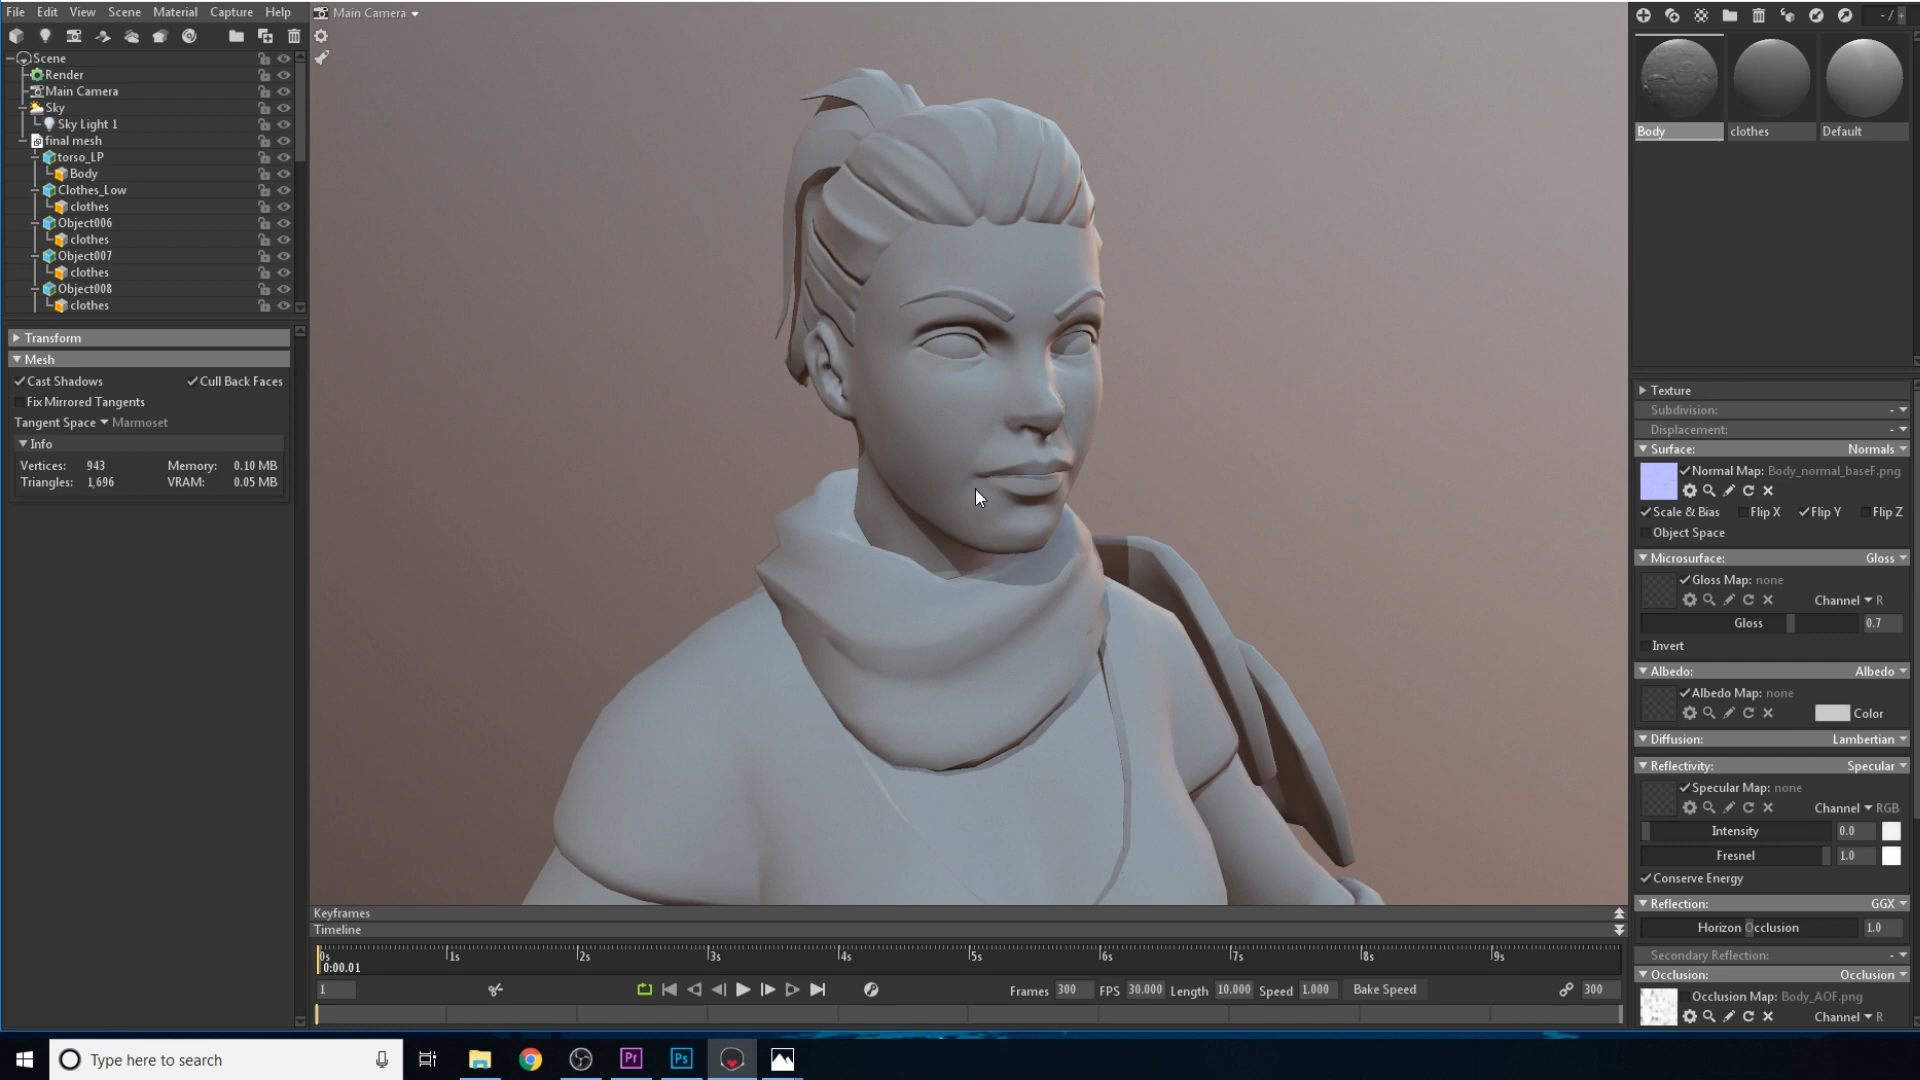 File Edit View Scene Material Capture Help
Scene
Render
Main Camera
Sky
Sky Light 1
final mesh
torso_LP
Body
Clothes_Low
clothes
Object006
clothes
Object007
clothes
Object008
clothes
Transform
Mesh
Cast Shadows Cull Back Faces
Fix Mirrored Tangents
Tangent Space Marmoset
Info
Vertices: 943 Memory: 0.10 MB
Triangles: 1,696 VRAM: 0.05 MB
Main Camera
Keyframes
Timeline
0s 1s 2s 3s 4s 5s 6s 7s 8s 9s
0:00.01
1 Frames 300 FPS 30.000 Length 10.000 Speed 1.000 Bake Speed 300
- / +
Body clothes Default
Texture
Subdivision: -
Displacement: -
Surface: Normals
Normal Map: Body_normal_baseF.png
Scale & Bias Flip X Flip Y Flip Z
Object Space
Microsurface: Gloss
Gloss Map: none
Channel R
Gloss 0.7
Invert
Albedo: Albedo
Albedo Map: none
Color
Diffusion: Lambertian
Reflectivity: Specular
Specular Map: none
Channel RGB
Intensity 0.0
Fresnel 1.0
Conserve Energy
Reflection: GGX
Horizon Occlusion 1.0
Secondary Reflection: -
Occlusion: Occlusion
Occlusion Map: Body_AOF.png
Channel R
Type here to search
Pr
Ps